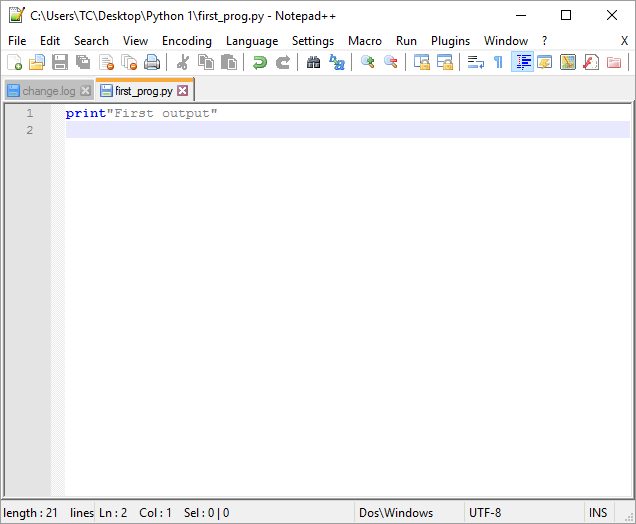 C:\Users\TC\Desktop\Python 1\first_prog.py - Notepad++
File Edit Search View Encoding Language Settings Macro Run Plugins Window ? X
change.log first_prog.py
1 print"First output"
2
length : 21 lines Ln : 2 Col : 1 Sel : 0 | 0 Dos\Windows UTF-8 INS